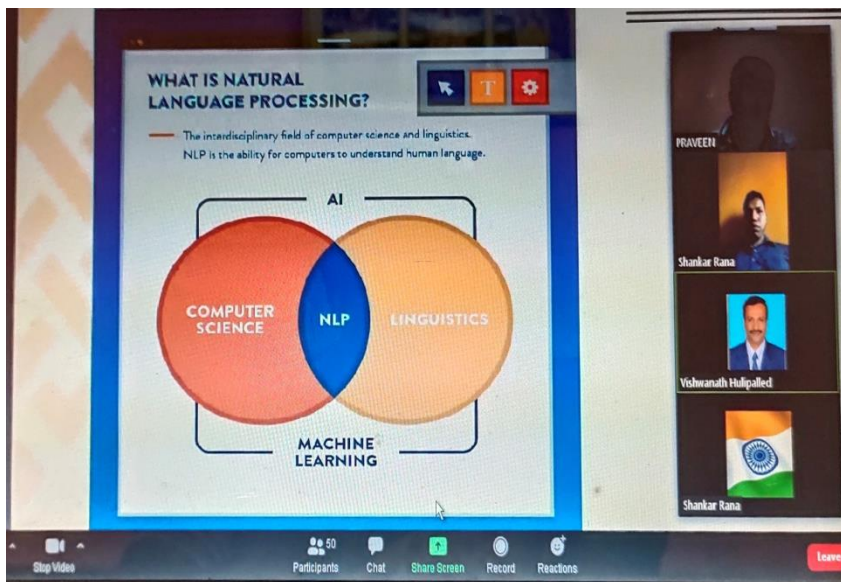 WHAT IS NATURAL
LANGUAGE PROCESSING?
T
The interdisciplinary field of computer science and linguistics.
NLP is the ability for computers to understand human language.
AI
COMPUTER
SCIENCE
NLP
LINGUISTICS
MACHINE
LEARNING
PRAVEEN
Shankar Rana
Vishwanath Hulipalled
Shankar Rana
Stop Video
50
Participants
Chat
Share Screen
Record
Reactions
Leave